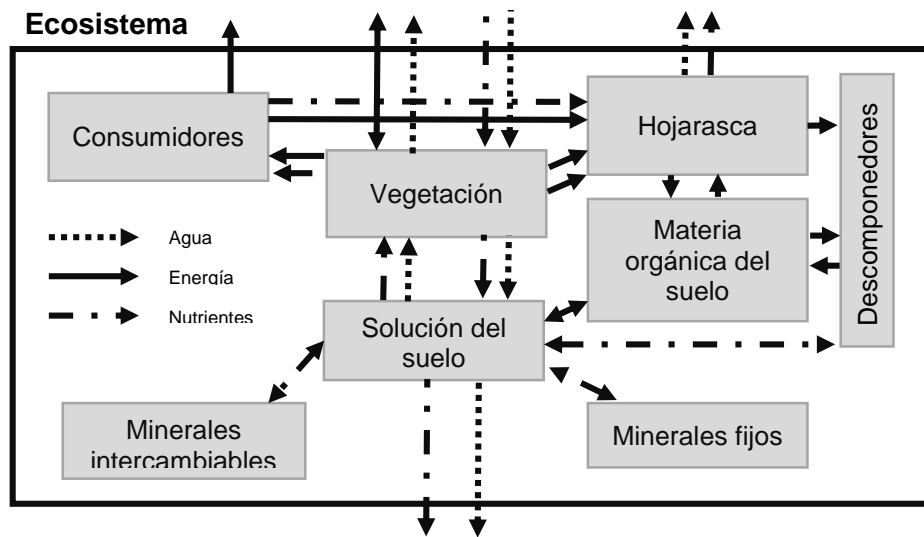 Ecosistema
Consumidores
Hojarasca
Descomponedores
Vegetación
Materia
orgánica del
suelo
Agua
Energía
Nutrientes
Solución del
suelo
Minerales
intercambiables
Minerales fijos